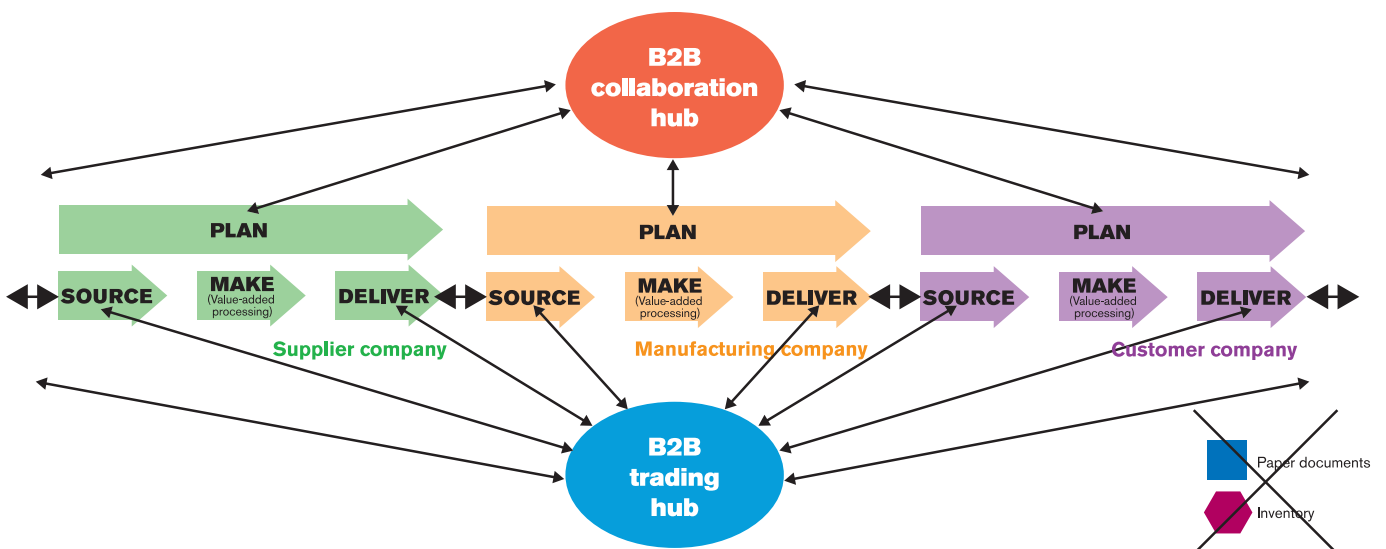 B2B
collaboration
hub
PLAN
PLAN
PLAN
SOURCE
MAKE
(Value-added
processing)
DELIVER
SOURCE
MAKE
(Value-added
processing)
DELIVER
SOURCE
MAKE
(Value-added
processing)
DELIVER
Supplier company
Manufacturing company
Customer company
B2B
trading
hub
Paper documents
Inventory